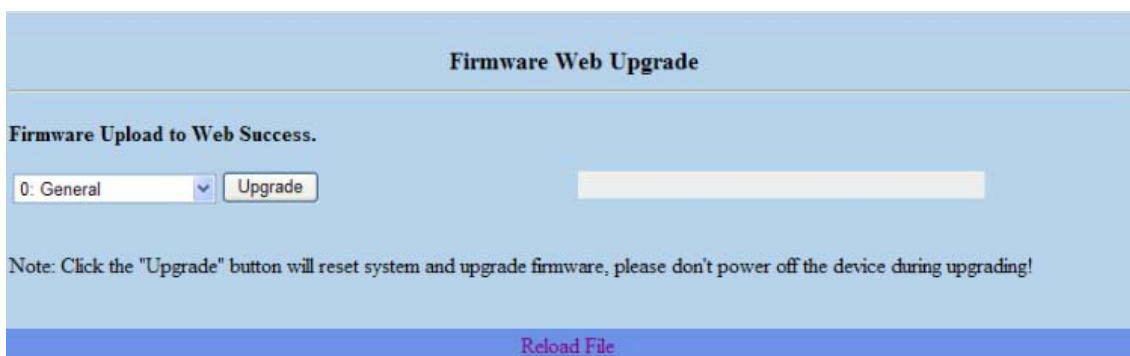 Firmware Web Upgrade
Firmware Upload to Web Success.
0: General Upgrade
Note: Click the "Upgrade" button will reset system and upgrade firmware, please don't power off the device during upgrading!
Reload File